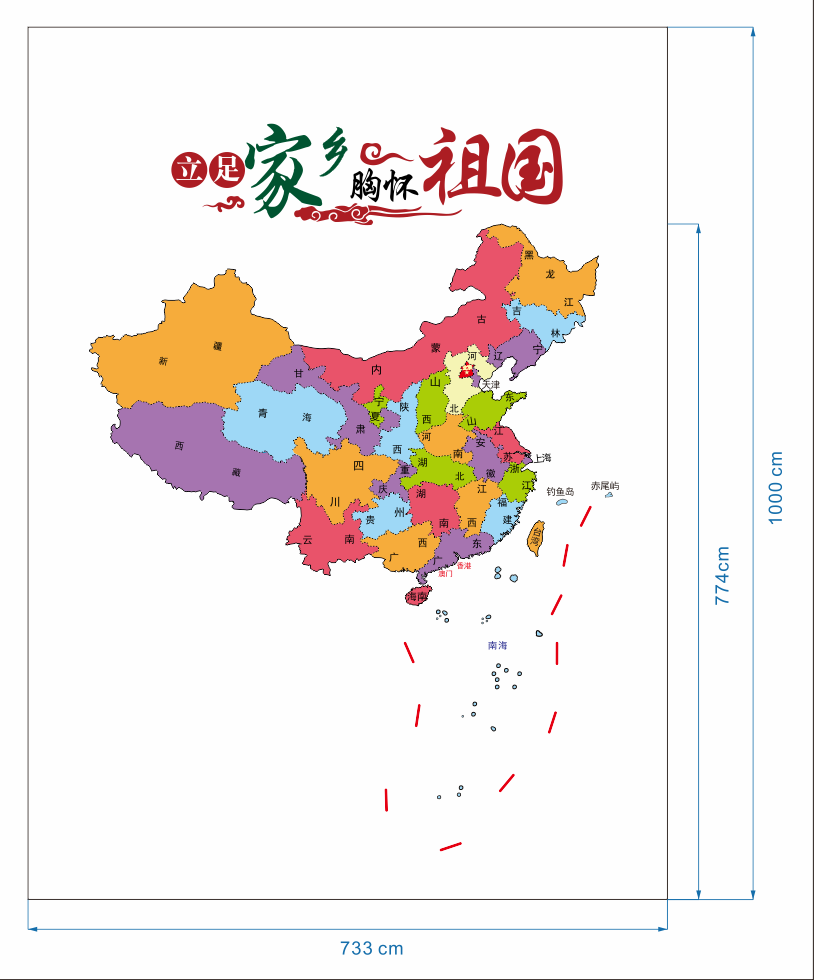 立足家乡
胸怀祖国
黑龙江
吉林
辽宁
内蒙古
新疆
甘肃
青海
西藏
宁夏
陕西
山西
河北
天津
山东
河南
江苏
安徽
上海
浙江
湖北
重庆
四川
湖南
江西
福建
贵州
云南
广西
广东
香港
澳门
海南
台湾
钓鱼岛
赤尾屿
南海
774cm
1000 cm
733 cm